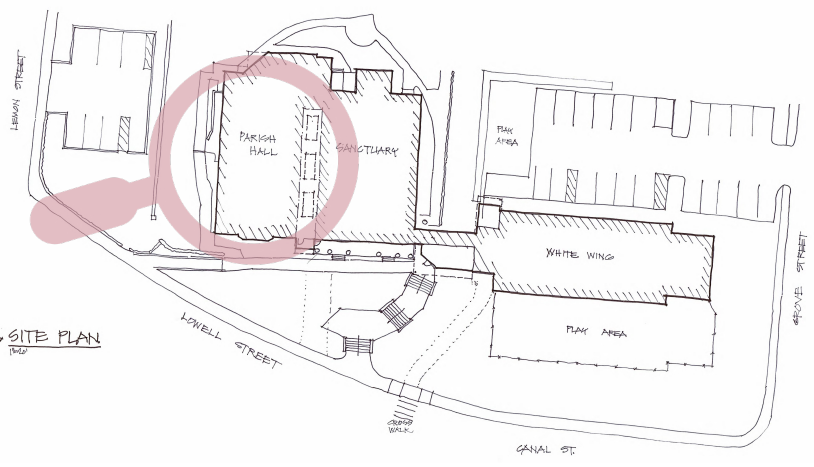 LEMON STREET
PARISH
HALL
SANCTUARY
PLAY
AREA
WHITE WING
PLAY AREA
GROVE STREET
SITE PLAN
LOWELL STREET
CROSS
WALK
CANAL ST.